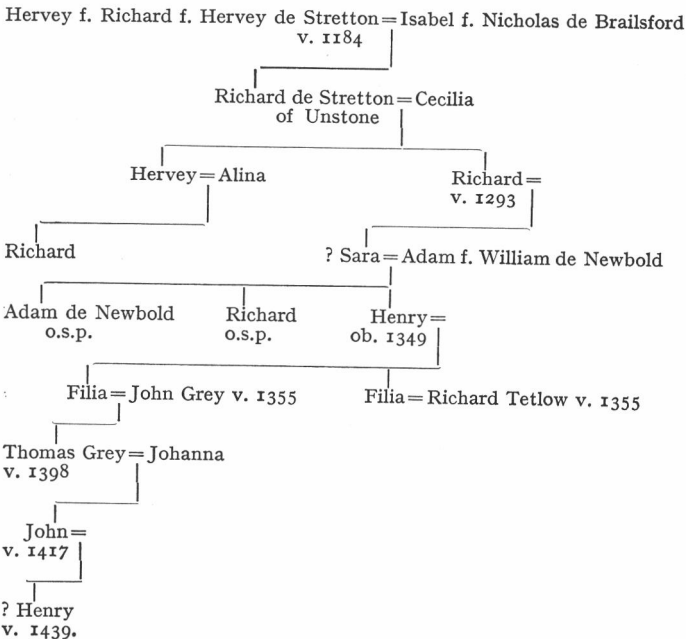 Hervey f. Richard f. Hervey de Stretton=Isabel f. Nicholas de Brailsford
v. 1184
Richard de Stretton=Cecilia
of Unstone
Hervey=Alina
Richard=
v. 1293
Richard
? Sara=Adam f. William de Newbold
Adam de Newbold
o.s.p.
Richard
o.s.p.
Henry=
ob. 1349
Filia=John Grey v. 1355
Filia=Richard Tetlow v. 1355
Thomas Grey=Johanna
v. 1398
John=
v. 1417
? Henry
v. 1439.